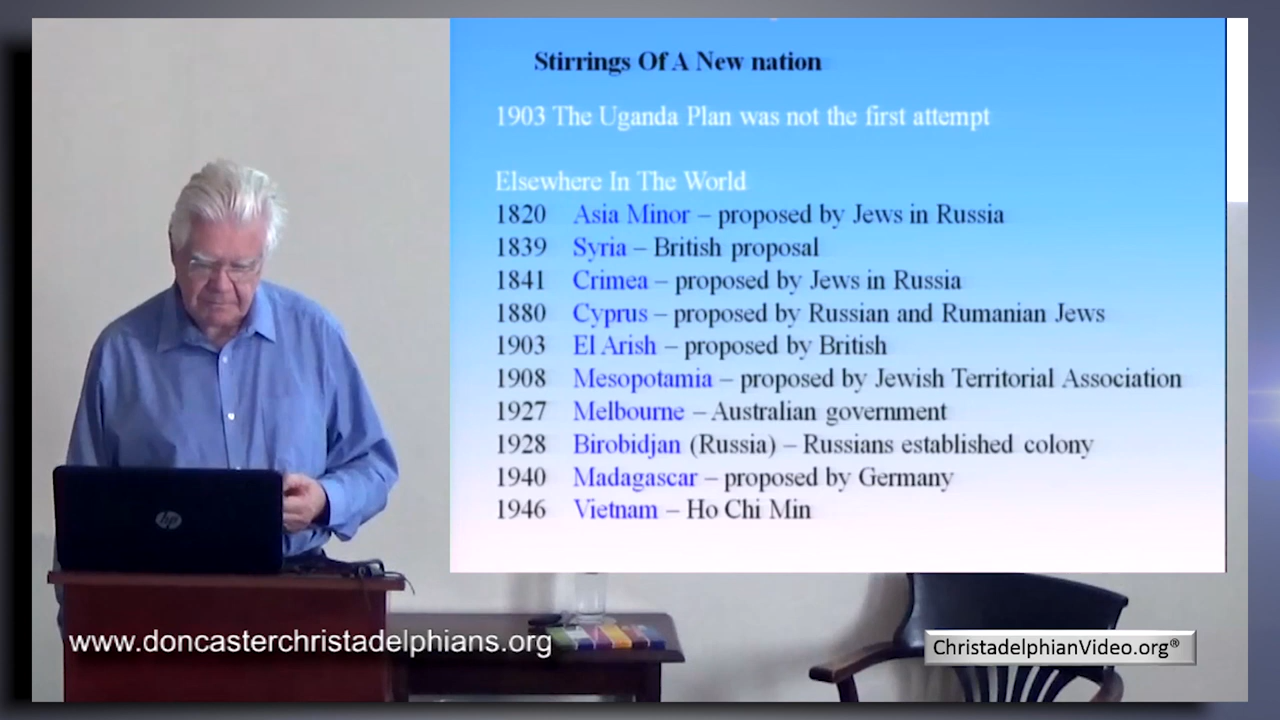 Stirrings Of A New nation
1903 The Uganda Plan was not the first attempt
Elsewhere In The World
1820 Asia Minor – proposed by Jews in Russia
1839 Syria – British proposal
1841 Crimea – proposed by Jews in Russia
1880 Cyprus – proposed by Russian and Rumanian Jews
1903 El Arish – proposed by British
1908 Mesopotamia – proposed by Jewish Territorial Association
1927 Melbourne – Australian government
1928 Birobidjan (Russia) – Russians established colony
1940 Madagascar – proposed by Germany
1946 Vietnam – Ho Chi Min
hp
www.doncasterchristadelphians.org
ChristadelphianVideo.org®